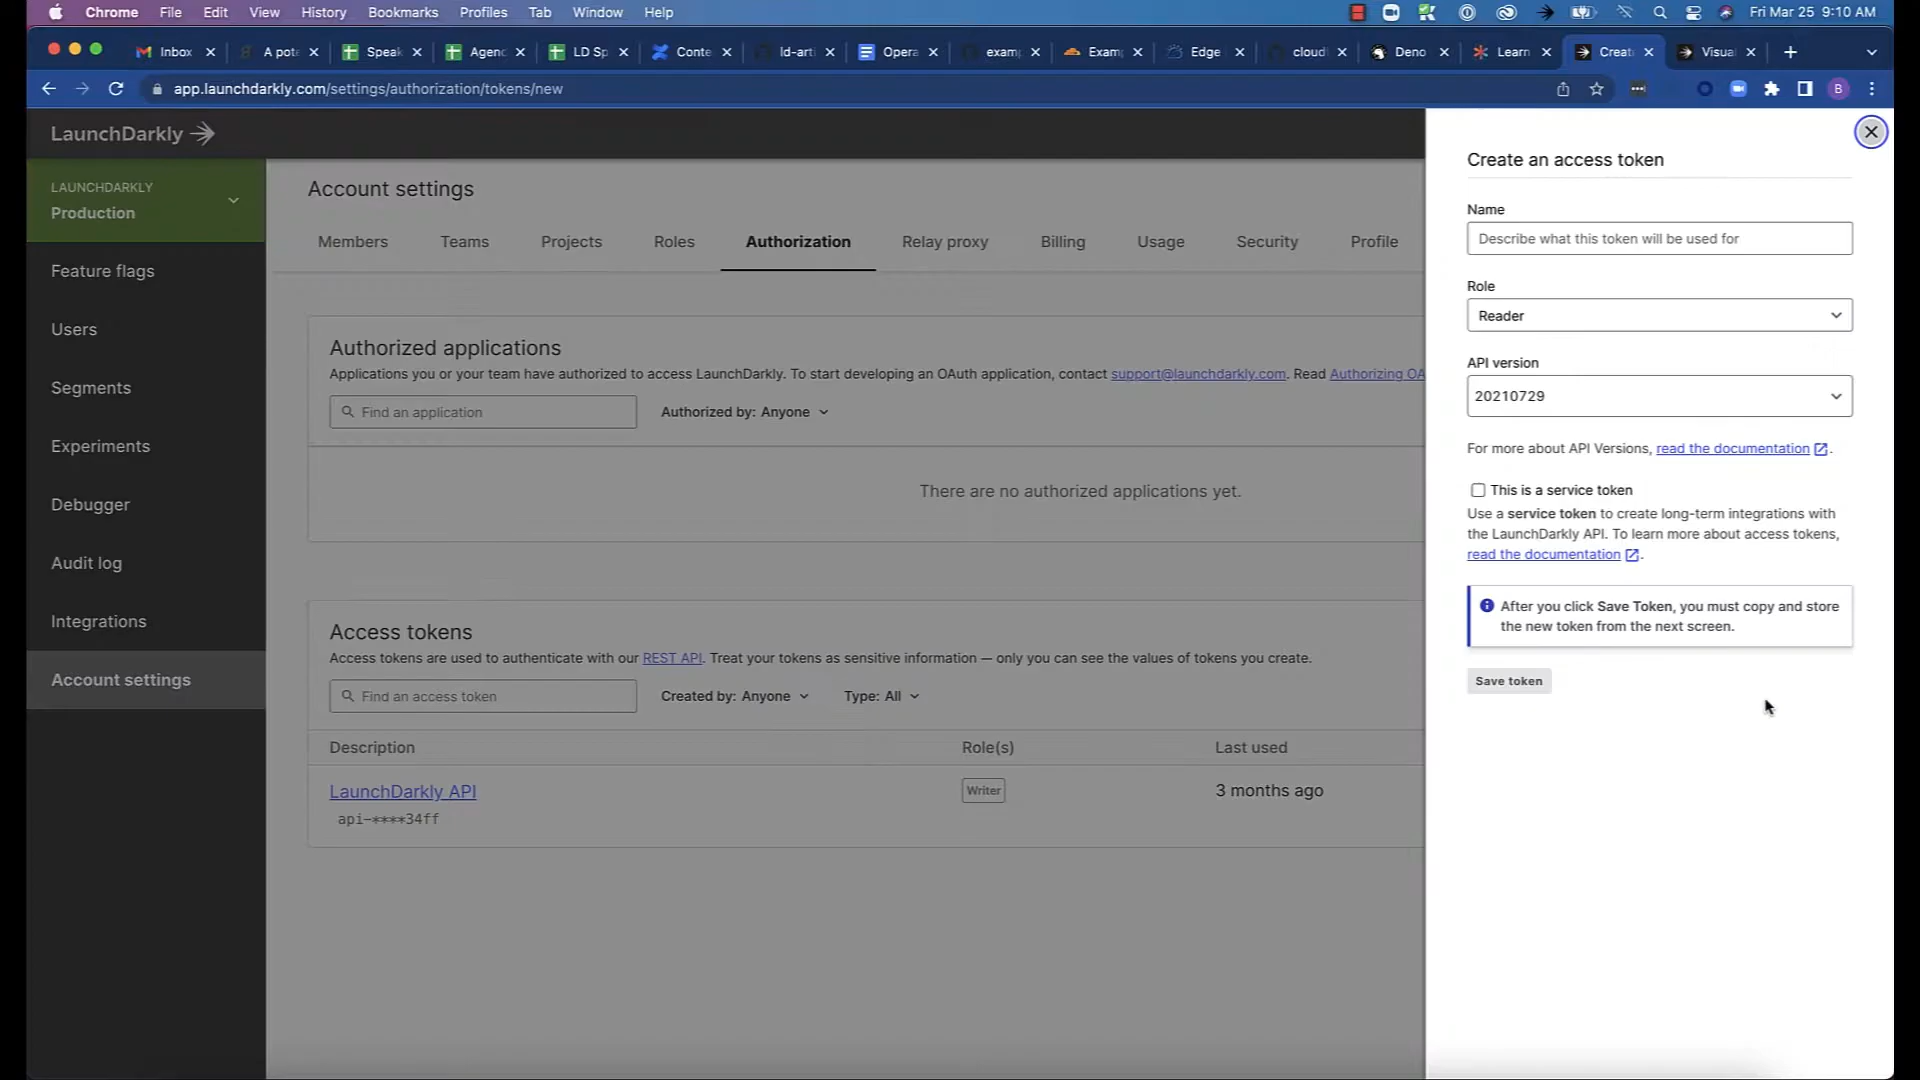 Chrome File Edit View History Bookmarks Profiles Tab Window Help Fri Mar 25 9:10 AM
Inbox A pote Speak Agenc LD Sp Conte ld-arti Opera examp Examp Edge cloud Deno Learn Create Visual
app.launchdarkly.com/settings/authorization/tokens/new B
LaunchDarkly
LAUNCHDARKLY
Production
Feature flags
Users
Segments
Experiments
Debugger
Audit log
Integrations
Account settings
Account settings
Members Teams Projects Roles Authorization Relay proxy Billing Usage Security Profile
Authorized applications
Applications you or your team have authorized to access LaunchDarkly. To start developing an OAuth application, contact support@launchdarkly.com. Read Authorizing OA
Find an application Authorized by: Anyone
There are no authorized applications yet.
Access tokens
Access tokens are used to authenticate with our REST API. Treat your tokens as sensitive information — only you can see the values of tokens you create.
Find an access token Created by: Anyone Type: All
Description Role(s) Last used
LaunchDarkly API Writer 3 months ago
api-****34ff
Create an access token
Name
Describe what this token will be used for
Role
Reader
API version
20210729
For more about API Versions, read the documentation.
This is a service token
Use a service token to create long-term integrations with
the LaunchDarkly API. To learn more about access tokens,
read the documentation.
After you click Save Token, you must copy and store
the new token from the next screen.
Save token